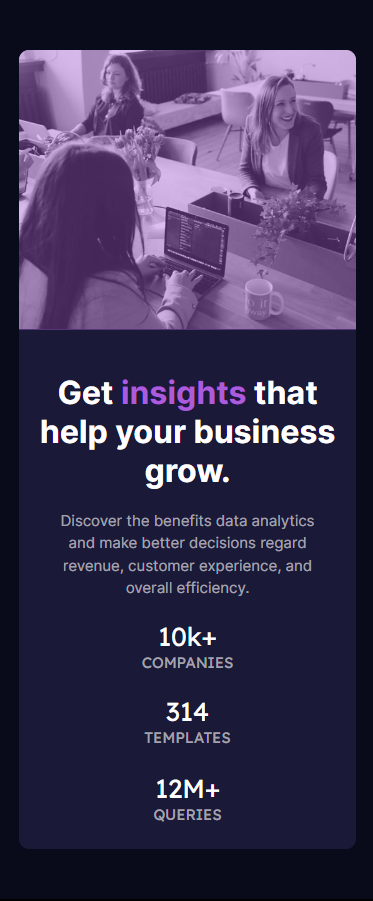 Get insights that
help your business
grow.
Discover the benefits data analytics
and make better decisions regard
revenue, customer experience, and
overall efficiency.
10k+
COMPANIES
314
TEMPLATES
12M+
QUERIES